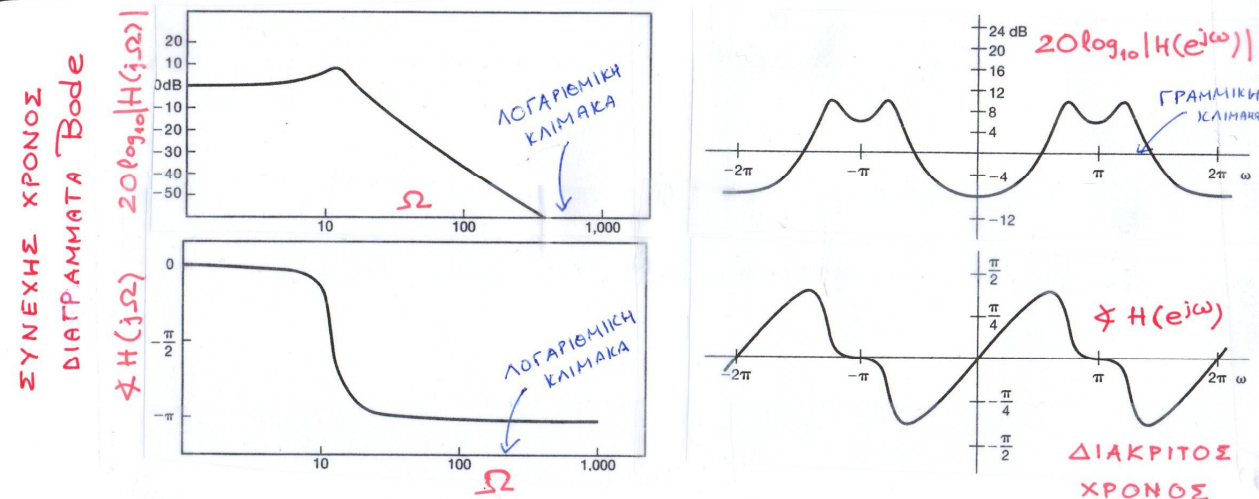 ΣΥΝΕΧΗΣ ΧΡΟΝΟΣ
ΔΙΑΓΡΑΜΜΑΤΑ Bode
20log₁₀|H(jΩ)|
20
10
0dB
−10
−20
−30
−40
−50
ΛΟΓΑΡΙΘΜΙΚΗ
ΚΛΙΜΑΚΑ
Ω
10
100
1,000
∡H(jΩ)
0
−π/2
−π
ΛΟΓΑΡΙΘΜΙΚΗ
ΚΛΙΜΑΚΑ
10
100
1,000
Ω
24 dB
20
16
12
8
4
−4
−12
20log₁₀|H(e^jω)|
ΓΡΑΜΜΙΚΗ
ΚΛΙΜΑΚΑ
−2π
−π
π
2π
ω
π/2
π/4
−π/4
−π/2
∡H(e^jω)
−2π
−π
π
2π
ω
ΔΙΑΚΡΙΤΟΣ
ΧΡΟΝΟΣ